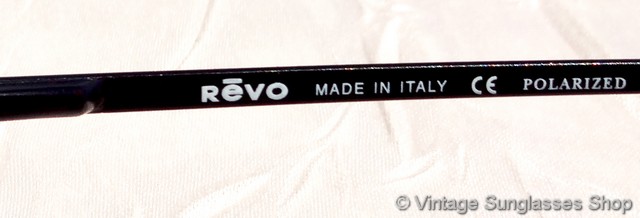 RēVO MADE IN ITALY CE POLARIZED
© Vintage Sunglasses Shop